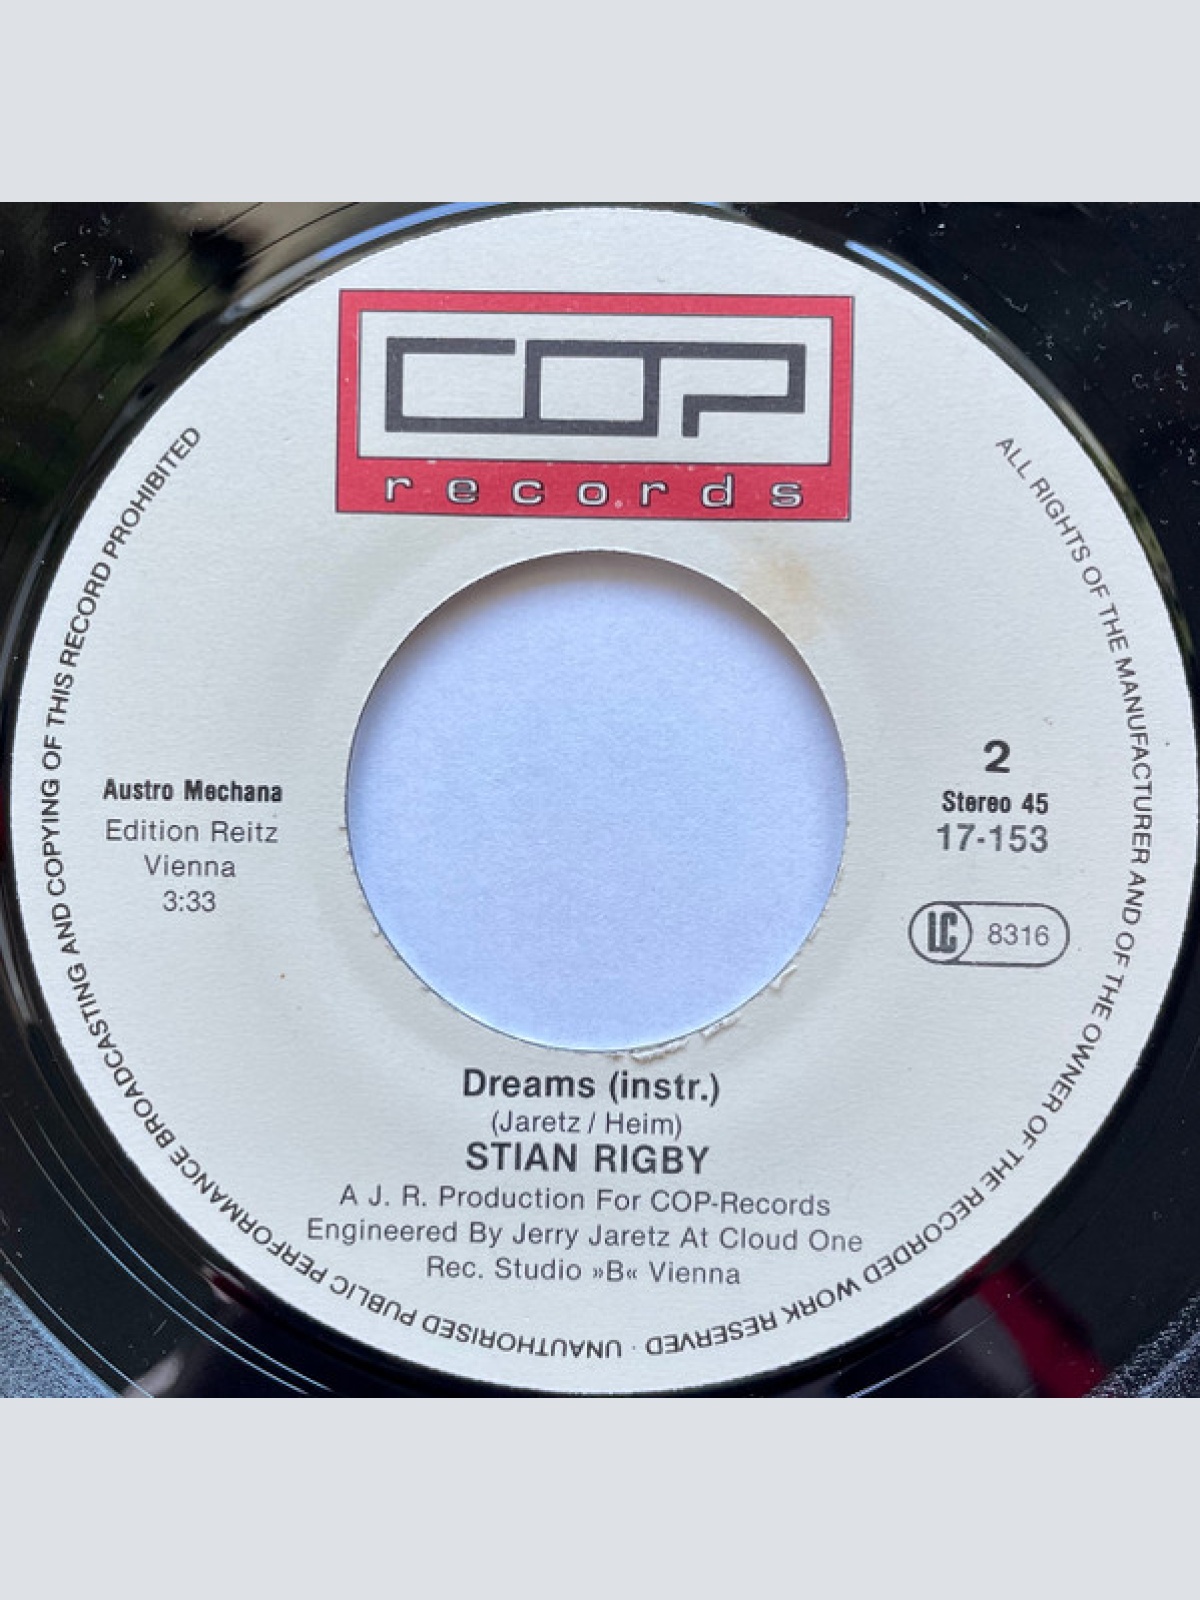 COP
records
ALL RIGHTS OF THE MANUFACTURER AND OF THE OWNER OF THE RECORDED WORK RESERVED · UNAUTHORISED PUBLIC PERFORMANCE BROADCASTING AND COPYING OF THIS RECORD PROHIBITED
Austro Mechana
Edition Reitz
Vienna
3:33
2
Stereo 45
17-153
LC 8316
Dreams (instr.)
(Jaretz / Heim)
STIAN RIGBY
A J. R. Production For COP-Records
Engineered By Jerry Jaretz At Cloud One
Rec. Studio »B« Vienna